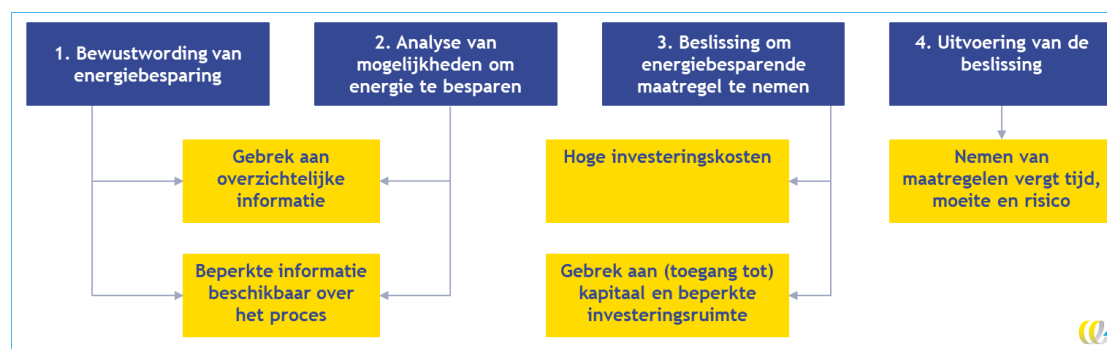 1. Bewustwording van
energiebesparing
2. Analyse van
mogelijkheden om
energie te besparen
3. Beslissing om
energiebesparende
maatregel te nemen
4. Uitvoering van de
beslissing
Gebrek aan
overzichtelijke
informatie
Hoge investeringskosten
Nemen van
maatregelen vergt tijd,
moeite en risico
Beperkte informatie
beschikbaar over
het proces
Gebrek aan (toegang tot)
kapitaal en beperkte
investeringsruimte